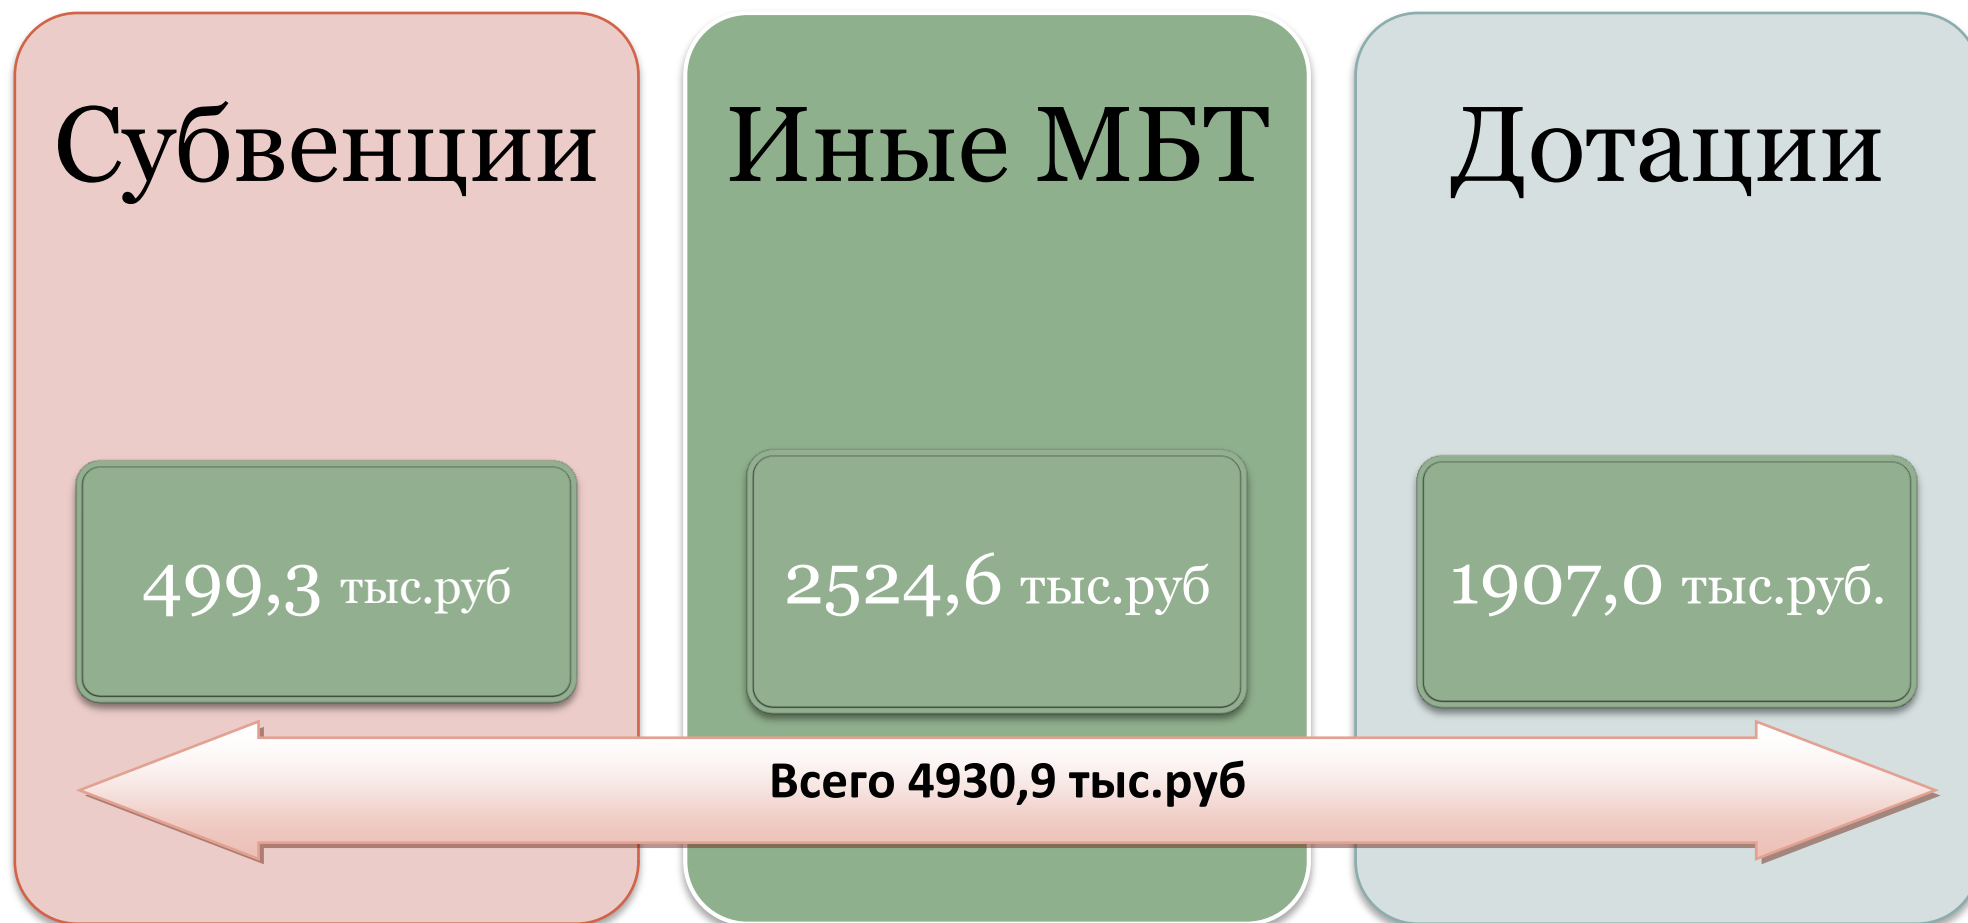 Субвенции
Иные МБТ
Дотации
499,3 тыс.руб
2524,6 тыс.руб
1907,0 тыс.руб.
Всего 4930,9 тыс.руб